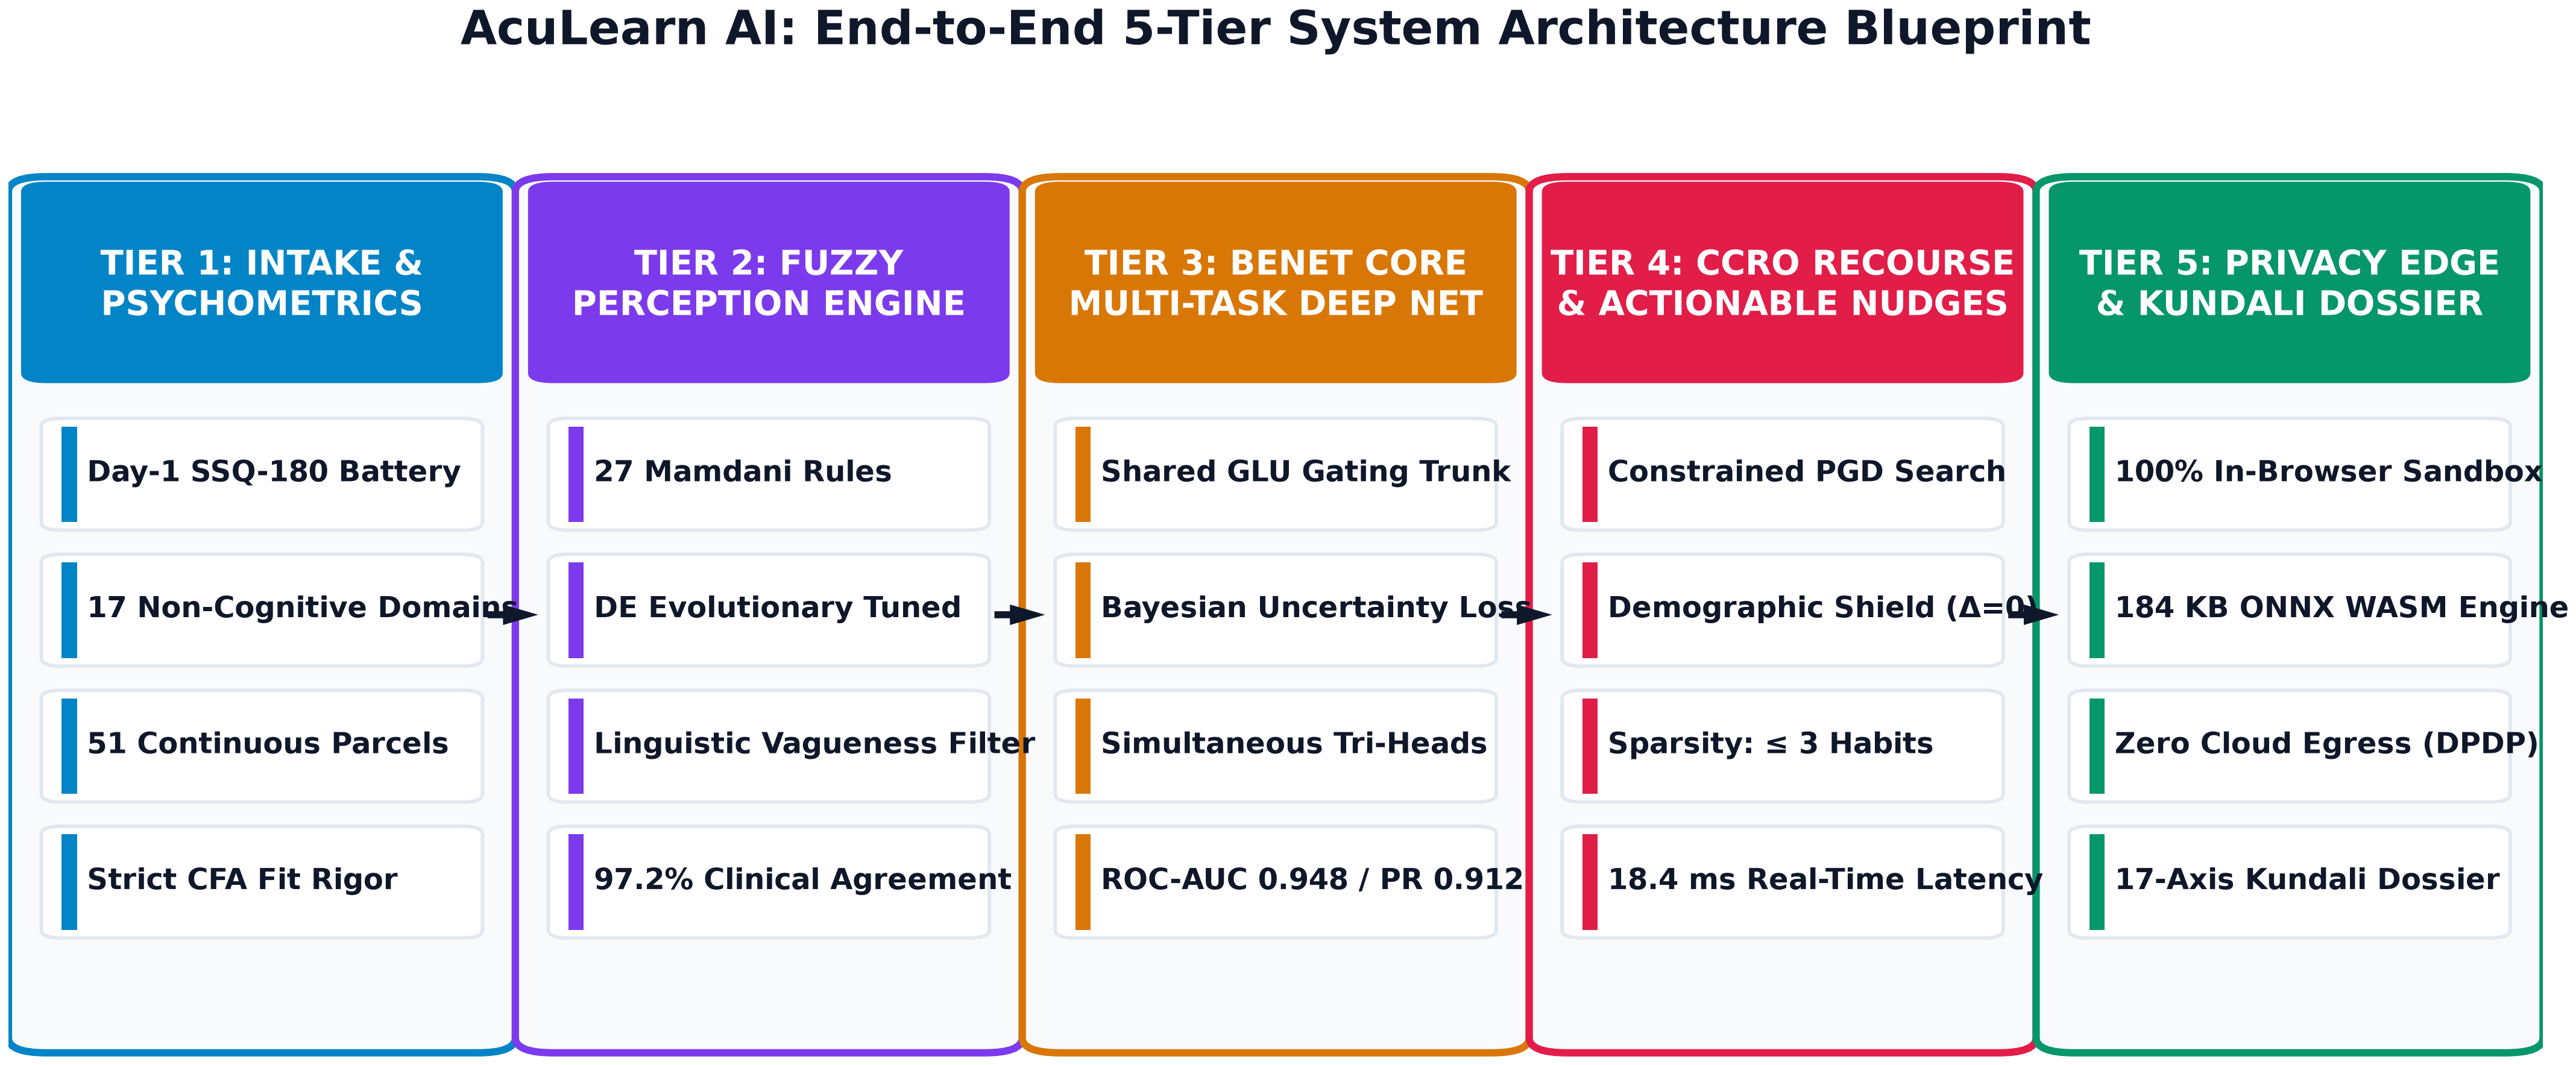 AcuLearn AI: End-to-End 5-Tier System Architecture Blueprint
TIER 1: INTAKE &
PSYCHOMETRICS
Day-1 SSQ-180 Battery
17 Non-Cognitive Domains
51 Continuous Parcels
Strict CFA Fit Rigor
TIER 2: FUZZY
PERCEPTION ENGINE
27 Mamdani Rules
DE Evolutionary Tuned
Linguistic Vagueness Filter
97.2% Clinical Agreement
TIER 3: BENET CORE
MULTI-TASK DEEP NET
Shared GLU Gating Trunk
Bayesian Uncertainty Loss
Simultaneous Tri-Heads
ROC-AUC 0.948 / PR 0.912
TIER 4: CCRO RECOURSE
& ACTIONABLE NUDGES
Constrained PGD Search
Demographic Shield (Δ=0)
Sparsity: ≤ 3 Habits
18.4 ms Real-Time Latency
TIER 5: PRIVACY EDGE
& KUNDALI DOSSIER
100% In-Browser Sandbox
184 KB ONNX WASM Engine
Zero Cloud Egress (DPDP)
17-Axis Kundali Dossier